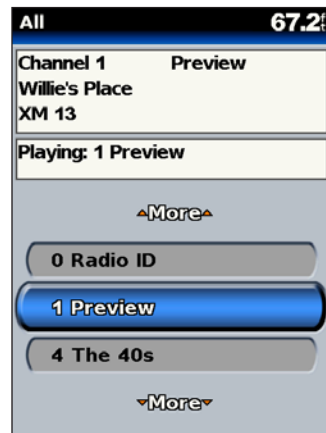 All 67.2ft
Channel 1 Preview
Willie's Place
XM 13
Playing: 1 Preview
More
0 Radio ID
1 Preview
4 The 40s
More